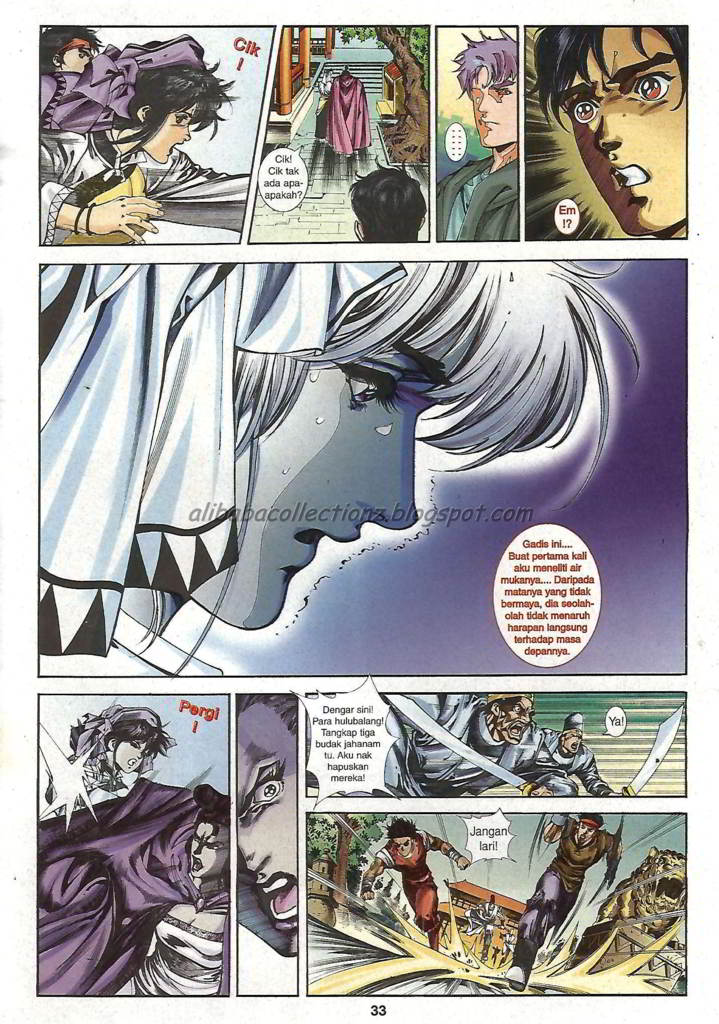 Cik
!
Cik!
Cik tak
ada apa-
apakah?
......
Em
!?
alibabacollectionz.blogspot.com
Gadis ini....
Buat pertama kali
aku meneliti air
mukanya.... Daripada
matanya yang tidak
bermaya, dia seolah-
olah tidak menaruh
harapan langsung
terhadap masa
depannya.
Pergi
!
Dengar sini!
Para hulubalang!
Tangkap tiga
budak jahanam
tu. Aku nak
hapuskan
mereka!
Ya!
Jangan
lari!
33